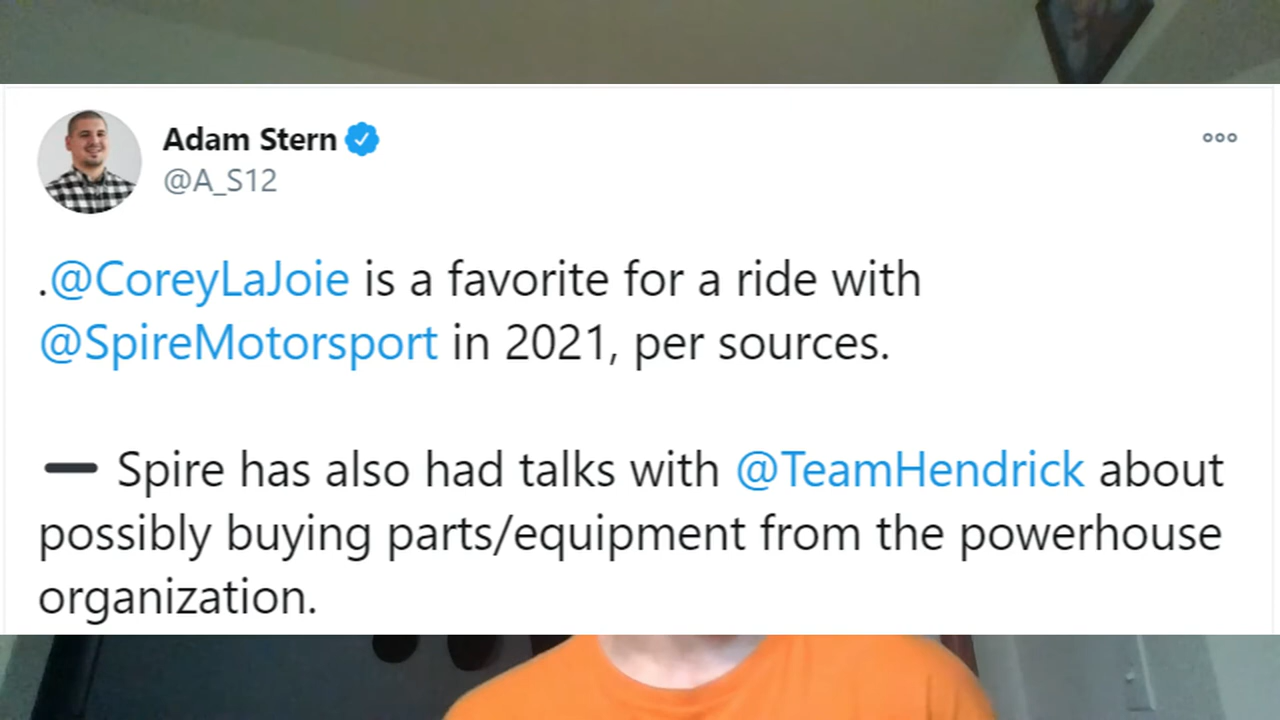 Adam Stern
@A_S12
.@CoreyLaJoie is a favorite for a ride with
@SpireMotorsport in 2021, per sources.
➖ Spire has also had talks with @TeamHendrick about
possibly buying parts/equipment from the powerhouse
organization.